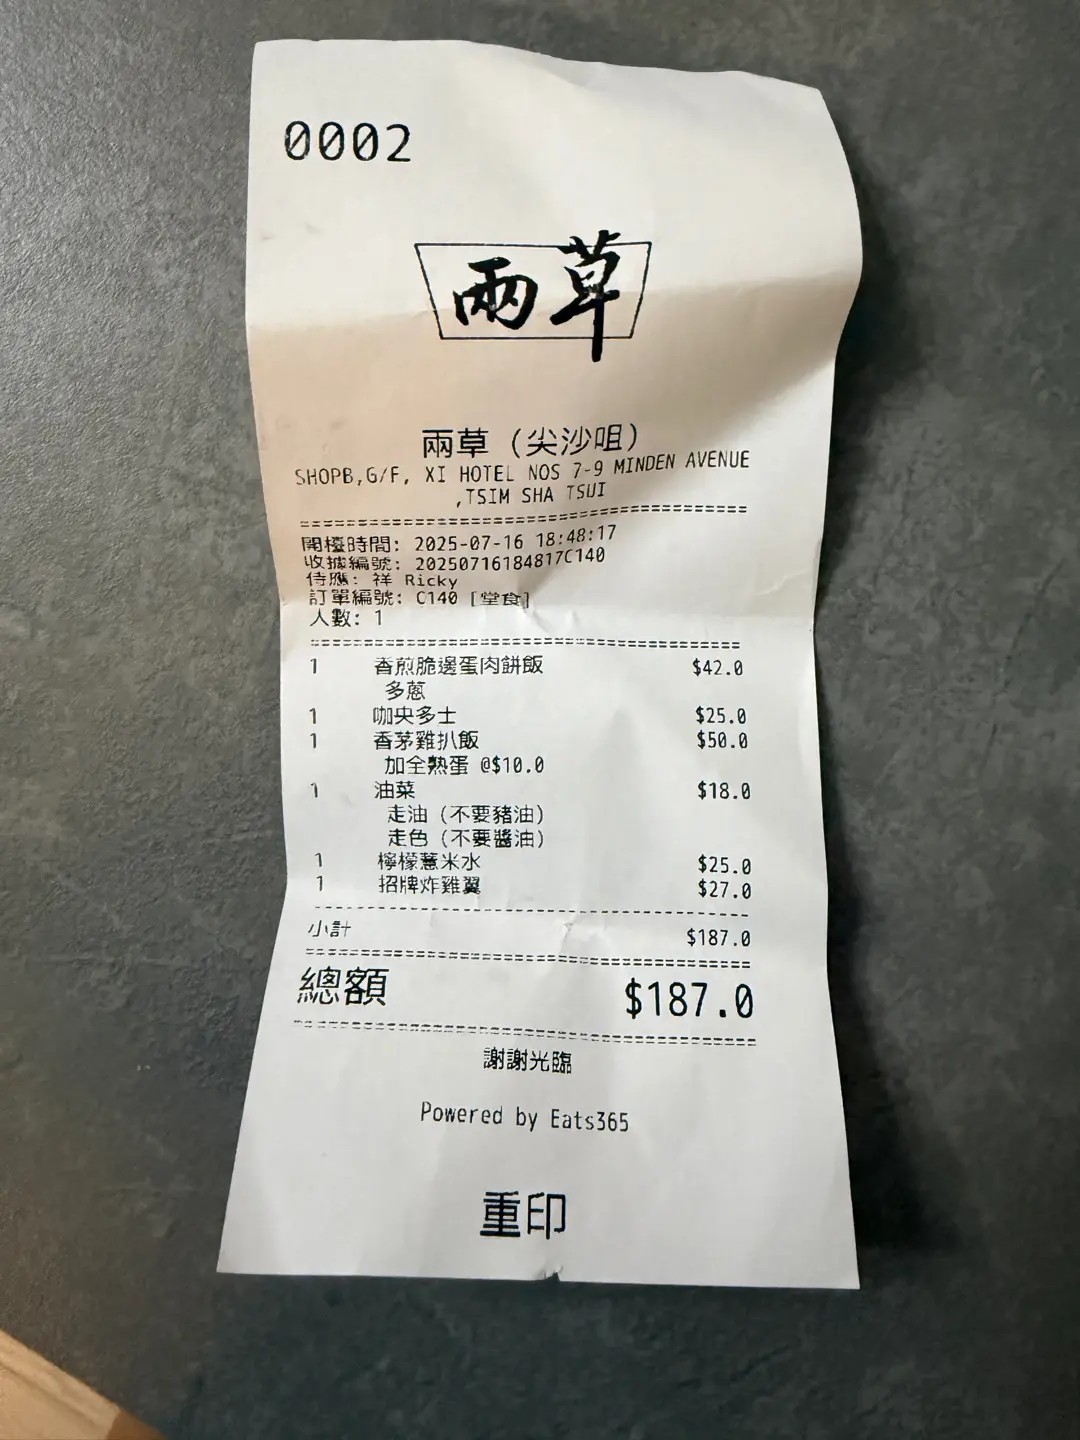 0002
兩草
兩草（尖沙咀）
SHOPB,G/F, XI HOTEL NOS 7-9 MINDEN AVENUE
,TSIM SHA TSUI
開檯時間: 2025-07-16 18:48:17
收據編號: 20250716184817C140
侍應: 祥 Ricky
訂單編號: C140 [堂食]
人數: 1
1 香煎脆邊蛋肉餅飯 $42.0
多蔥
1 咖央多士 $25.0
1 香茅雞扒飯 $50.0
加全熟蛋 @$10.0
1 油菜 $18.0
走油（不要豬油）
走色（不要醬油）
1 檸檬薏米水 $25.0
1 招牌炸雞翼 $27.0
小計 $187.0
總額 $187.0
謝謝光臨
Powered by Eats365
重印